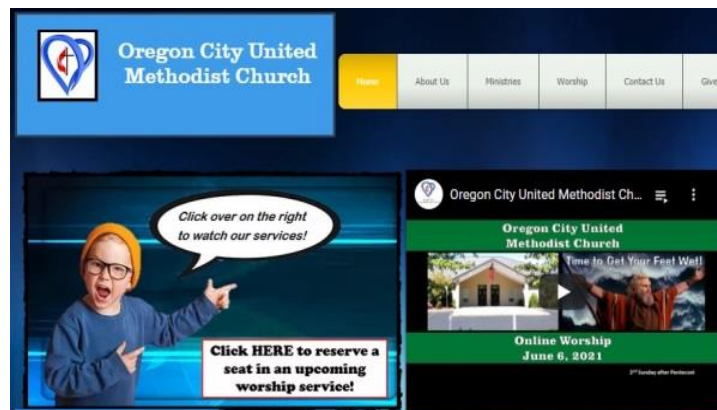 Oregon City United
Methodist Church
Home
About Us
Ministries
Worship
Contact Us
Give
Click over on the right
to watch our services!
Click HERE to reserve a
seat in an upcoming
worship service!
Oregon City United Methodist Ch...
Oregon City United
Methodist Church
Time to Get Your Feet Wet!
Online Worship
June 6, 2021
2nd Sunday after Pentecost